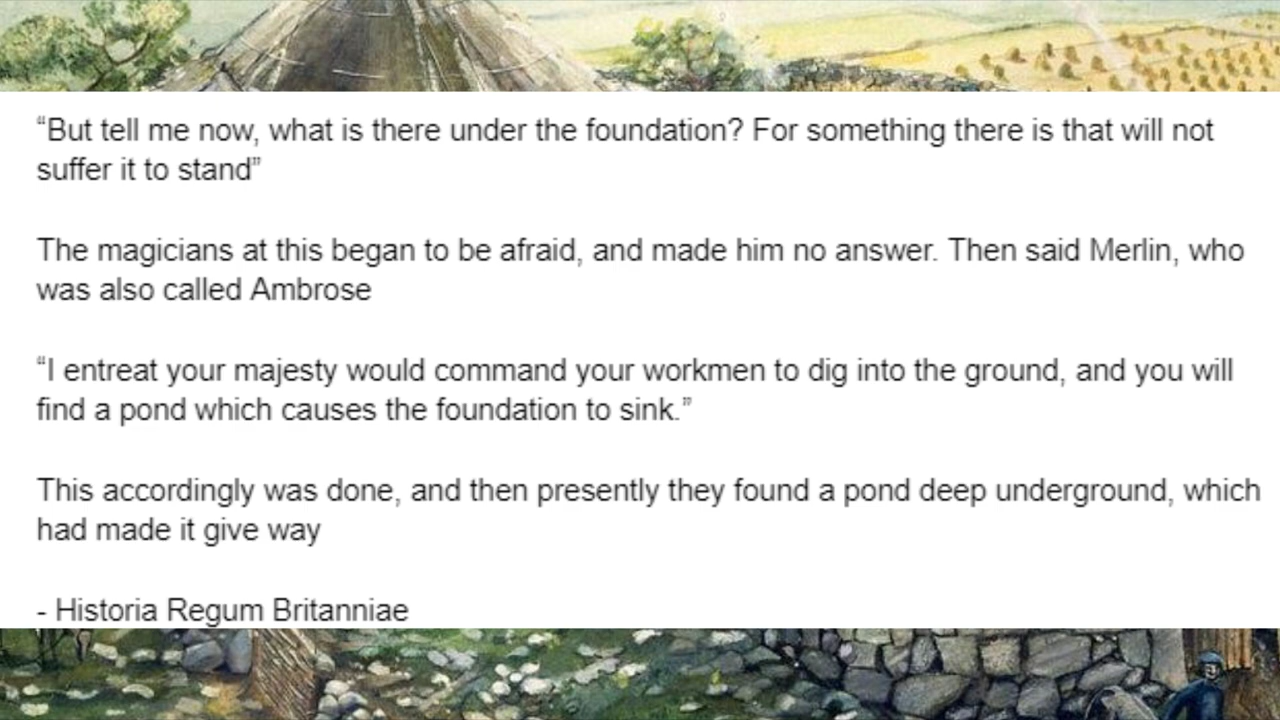 “But tell me now, what is there under the foundation? For something there is that will not
suffer it to stand”
The magicians at this began to be afraid, and made him no answer. Then said Merlin, who
was also called Ambrose
“I entreat your majesty would command your workmen to dig into the ground, and you will
find a pond which causes the foundation to sink.”
This accordingly was done, and then presently they found a pond deep underground, which
had made it give way
- Historia Regum Britanniae